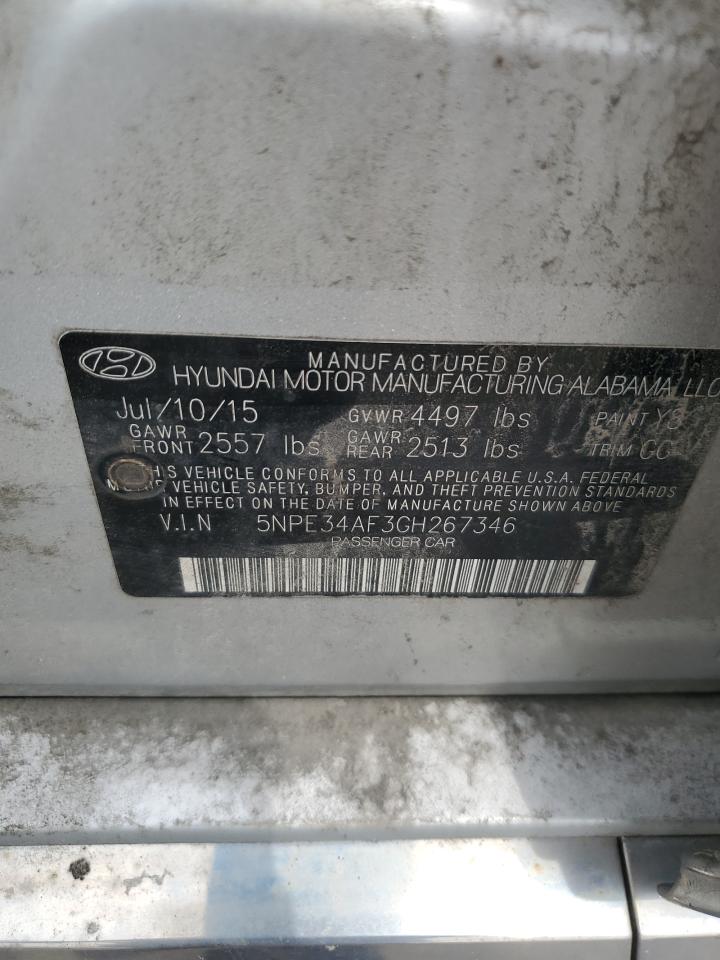 MANUFACTURED BY
HYUNDAI MOTOR MANUFACTURING ALABAMA, LLC
Jul/10/15 GVWR 4497 lbs PAINT
GAWR FRONT 2557 lbs GAWR REAR 2513 lbs TRIM CC
THIS VEHICLE CONFORMS TO ALL APPLICABLE U.S.A. FEDERAL
MOTOR VEHICLE SAFETY, BUMPER, AND THEFT PREVENTION STANDARDS
IN EFFECT ON THE DATE OF MANUFACTURE SHOWN ABOVE
V.I.N 5NPE34AF3GH267346
PASSENGER CAR